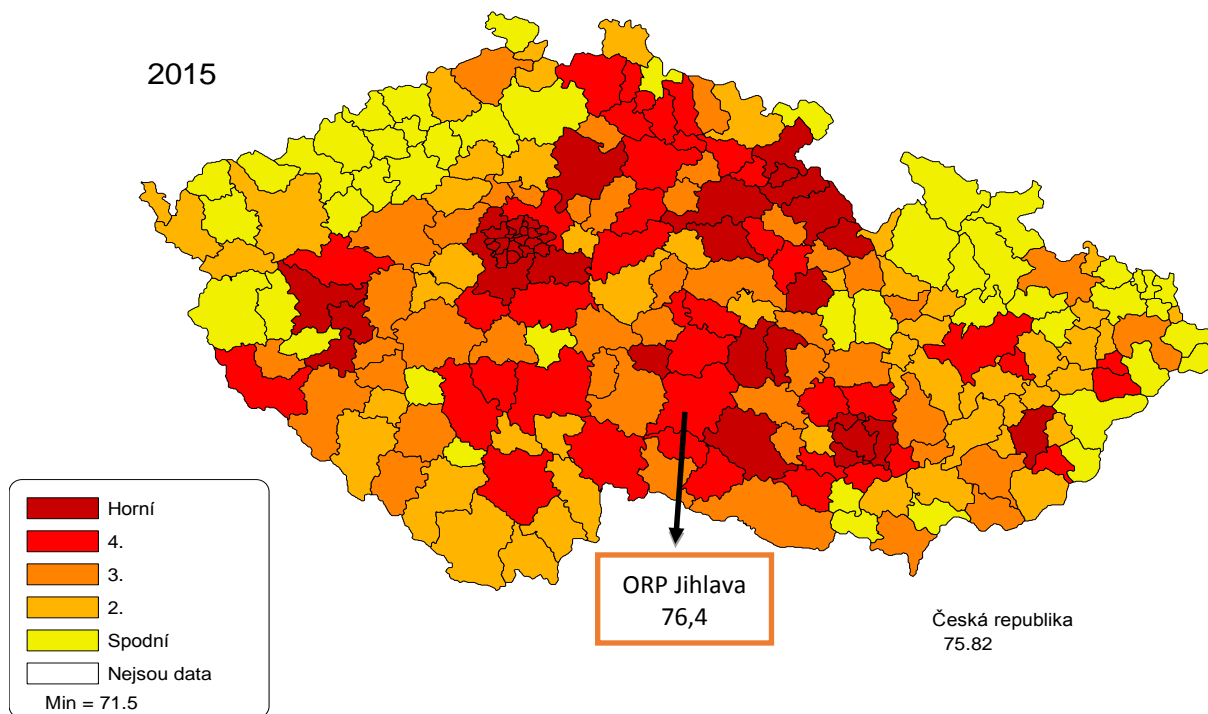 2015
Horní
4.
3.
2.
Spodní
Nejsou data
Min = 71.5
ORP Jihlava
76,4
Česká republika
75.82